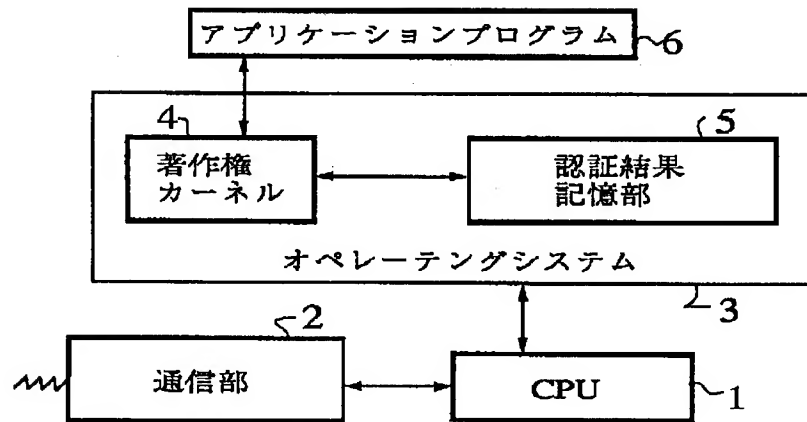 アプリケーションプログラム
6
4
5
著作権
カーネル
認証結果
記憶部
オペレーテングシステム
3
2
通信部
CPU
1